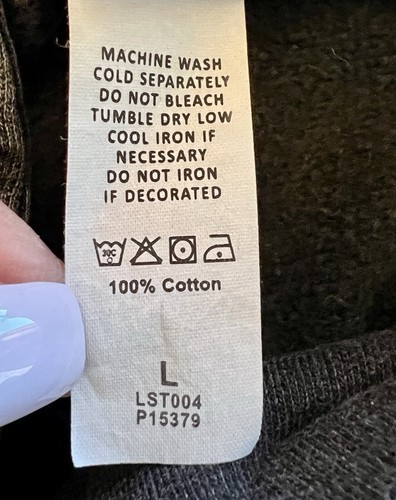 MACHINE WASH
COLD SEPARATELY
DO NOT BLEACH
TUMBLE DRY LOW
COOL IRON IF
NECESSARY
DO NOT IRON
IF DECORATED
30C
100% Cotton
L
LST004
P15379